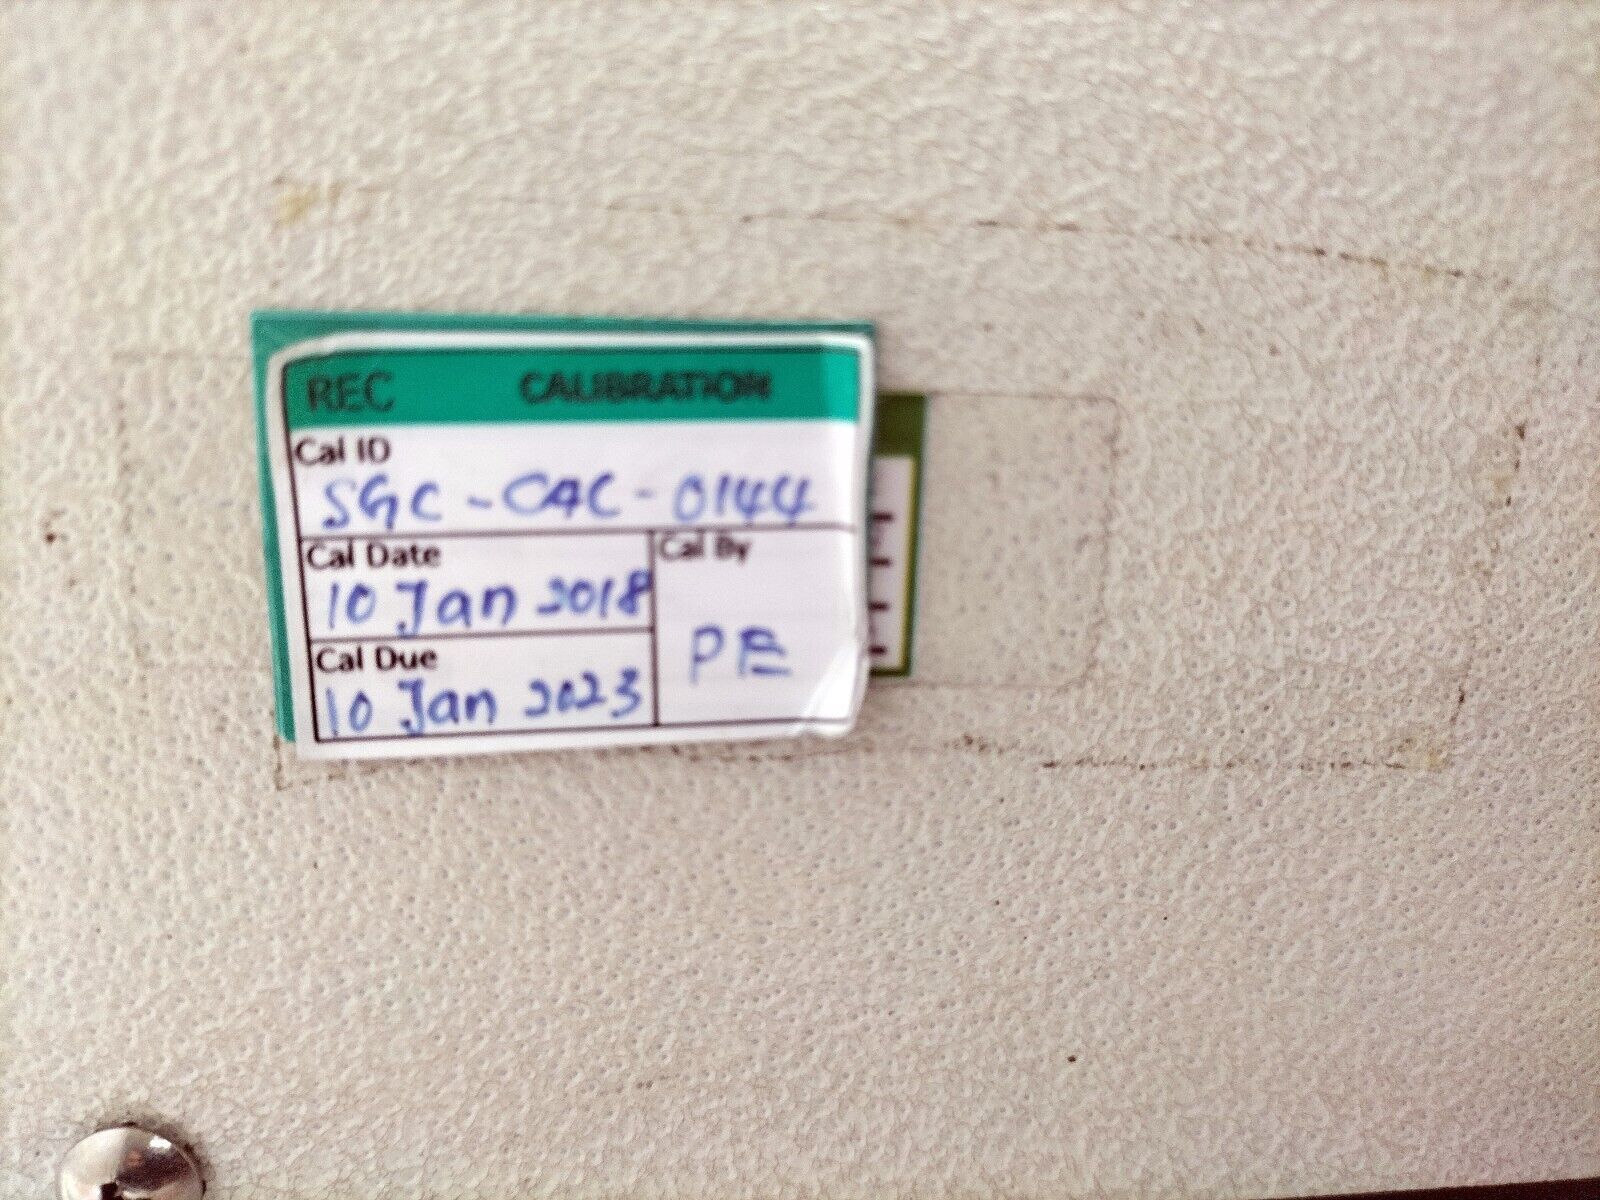 REC CALIBRATION
Cal ID
SGC - CAC - 0144
Cal Date
10 Jan 2018
Cal By
PE
Cal Due
10 Jan 2023